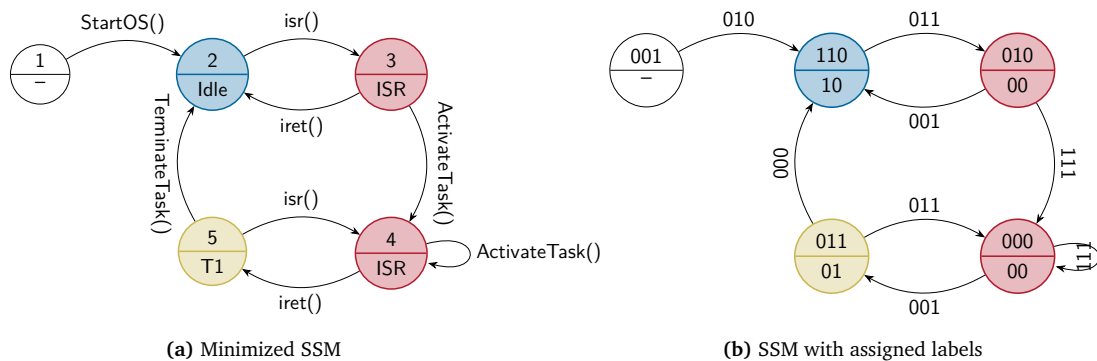 StartOS()
isr()
010
011
1
–
2
Idle
3
ISR
001
–
110
10
010
00
iret()
001
TerminateTask()
ActivateTask()
000
111
isr()
011
5
T1
4
ISR
ActivateTask()
011
01
000
00
111
iret()
001
(a) Minimized SSM
(b) SSM with assigned labels